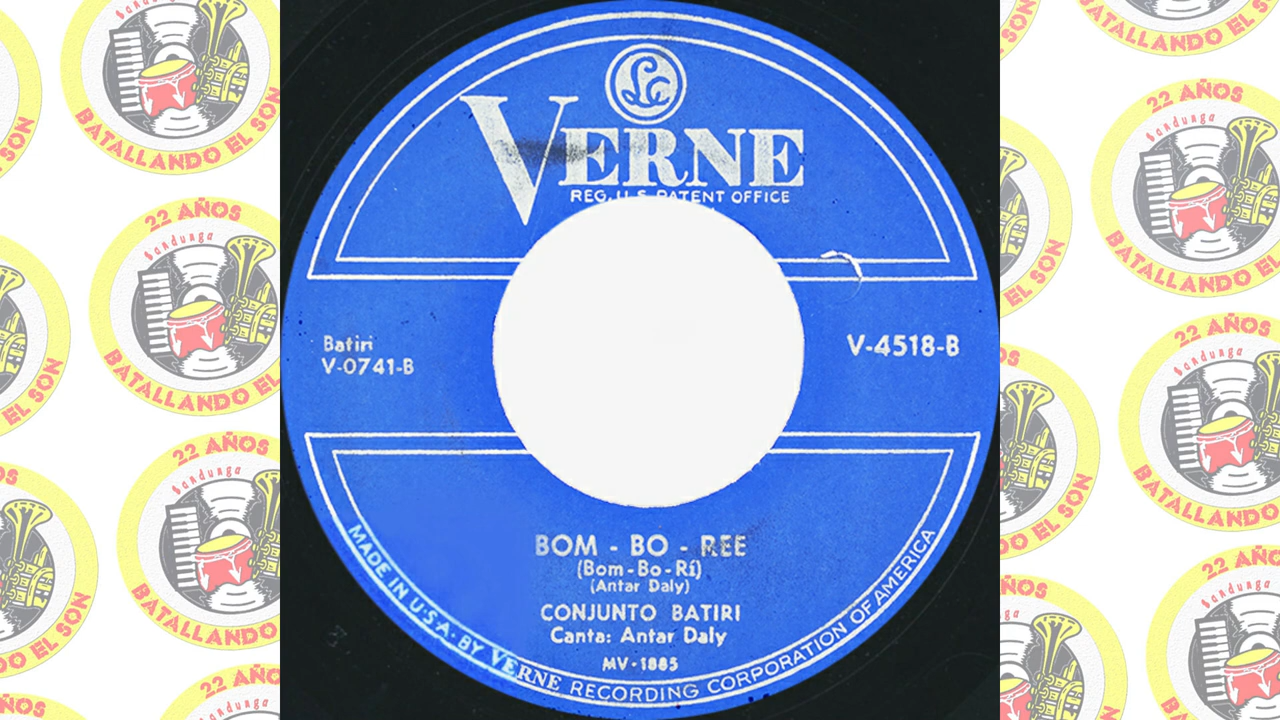 Lc
VERNE
REG. U.S. PATENT OFFICE
Batiri
V-0741-B
V-4518-B
BOM - BO - REE
(Bom-Bo-Rí)
(Antar Daly)
CONJUNTO BATIRI
Canta: Antar Daly
MV-1885
MADE IN U·S·A· BY VERNE RECORDING CORPORATION OF AMERICA
22 AÑOS
Sandunga
BATALLANDO EL SON